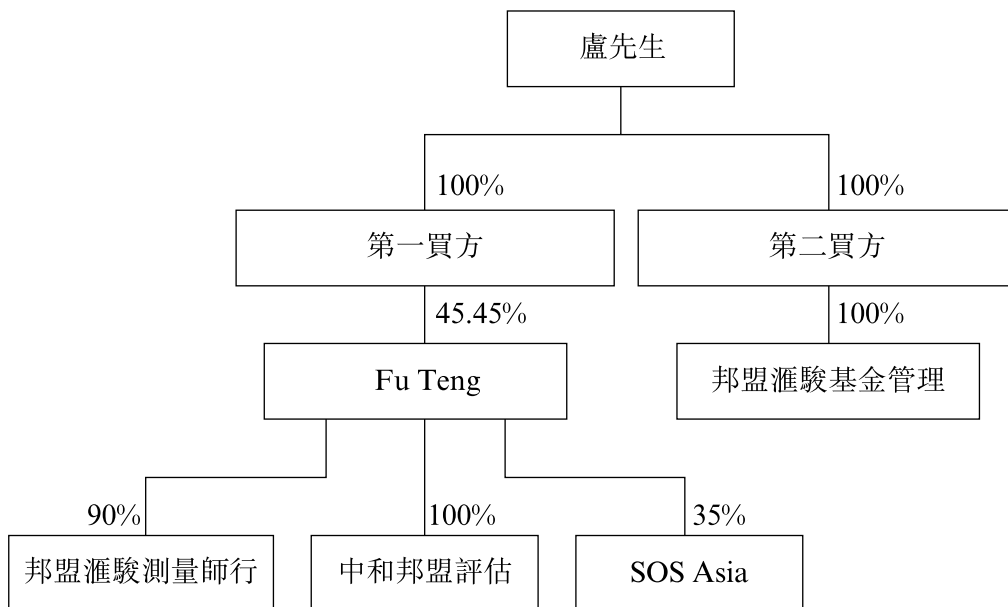 盧先生
100%
100%
第一買方
第二買方
45.45%
100%
Fu Teng
邦盟滙駿基金管理
90%
100%
35%
邦盟滙駿測量師行
中和邦盟評估
SOS Asia